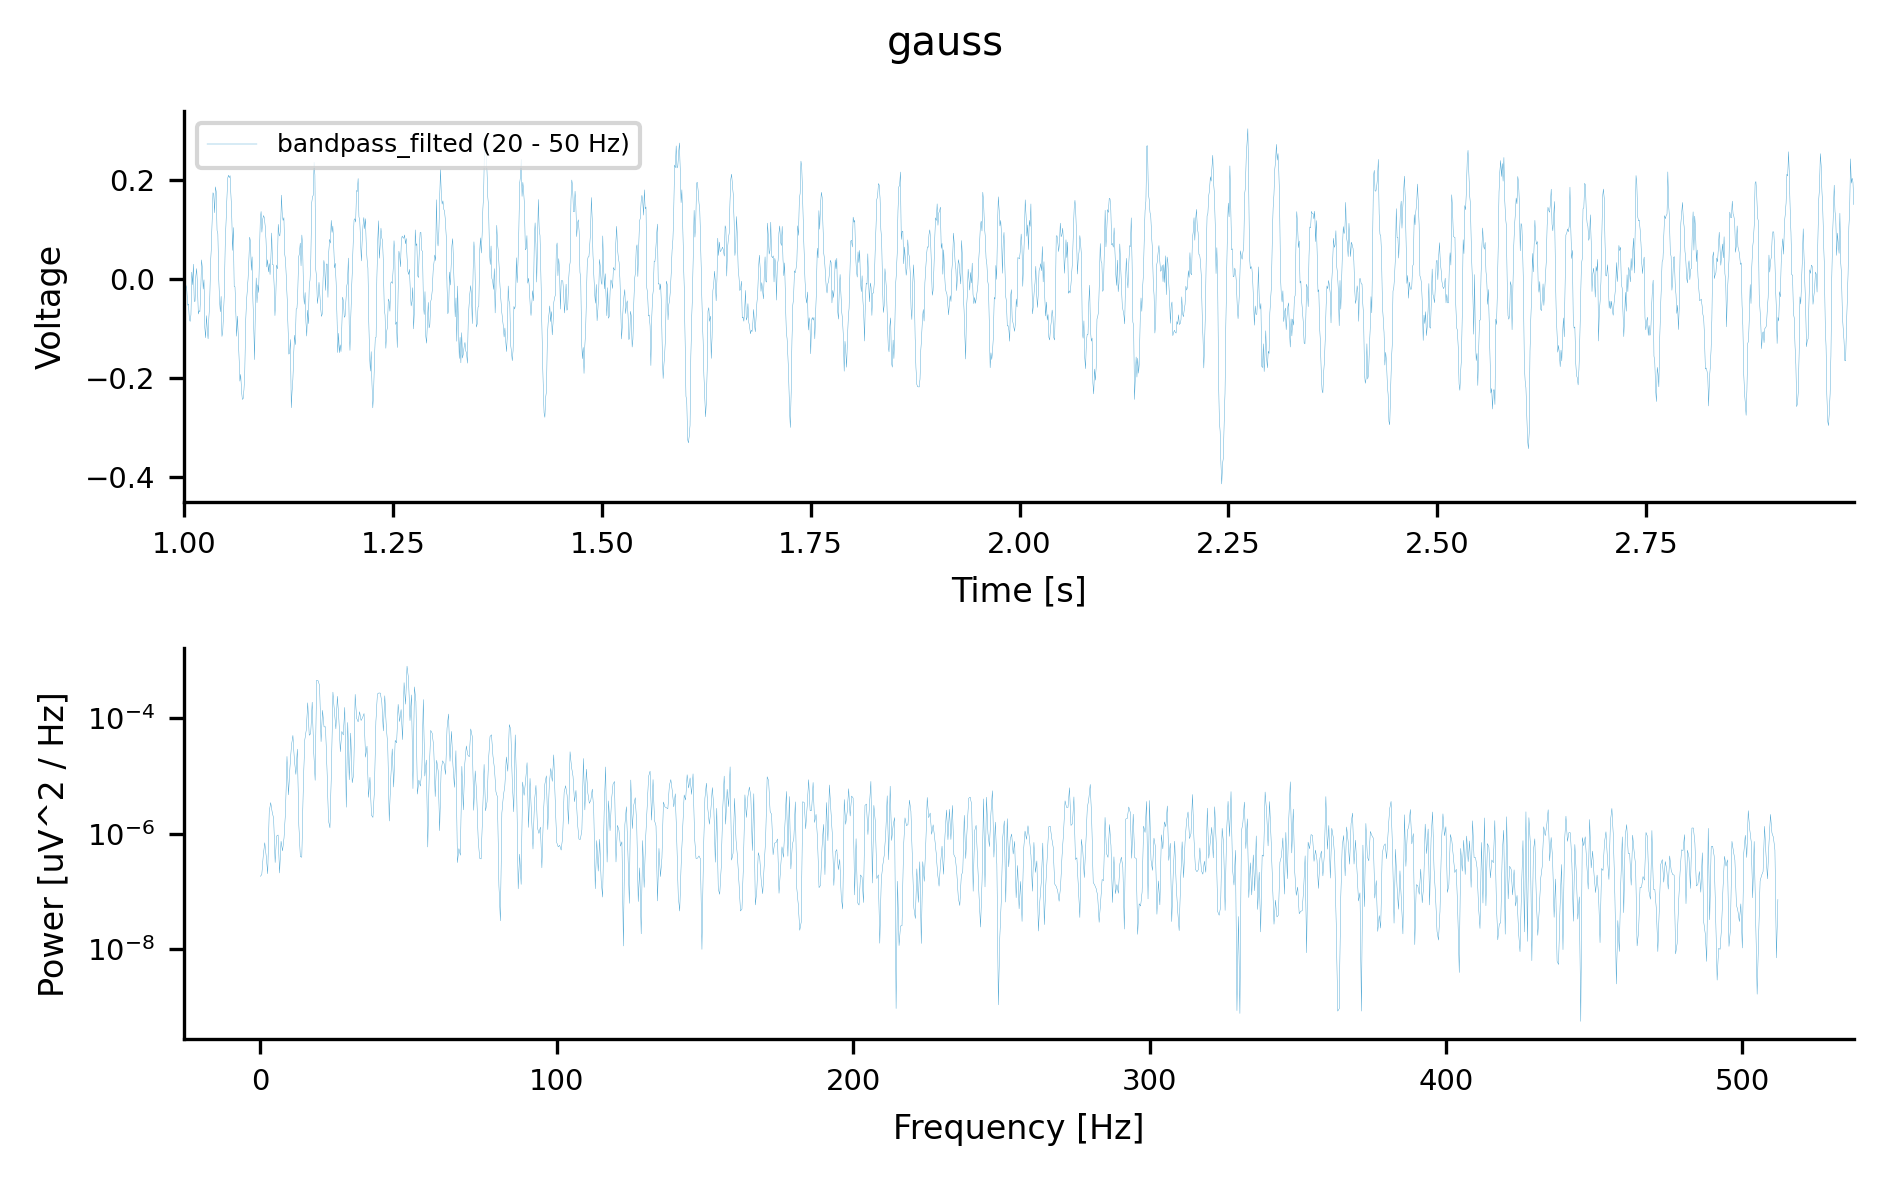 gauss
bandpass_filted (20 - 50 Hz)
Voltage
0.2
0.0
−0.2
−0.4
1.00 1.25 1.50 1.75 2.00 2.25 2.50 2.75
Time [s]
Power [uV^2 / Hz]
10⁻⁴
10⁻⁶
10⁻⁸
0 100 200 300 400 500
Frequency [Hz]